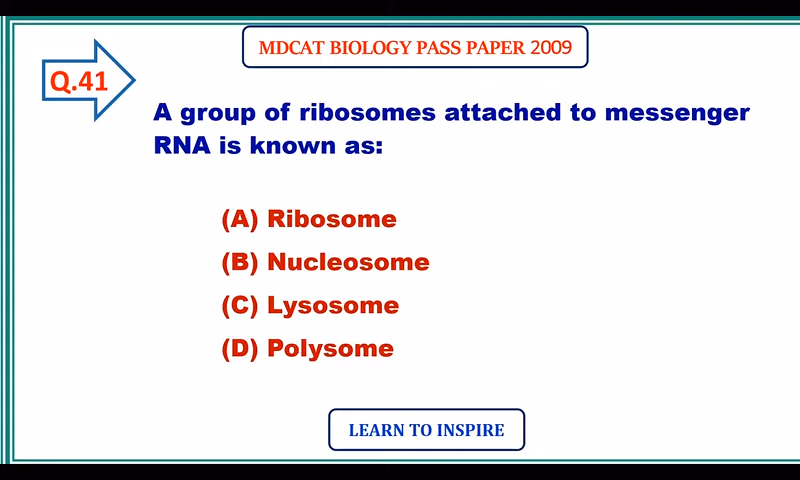 MDCAT BIOLOGY PASS PAPER 2009
Q.41
A group of ribosomes attached to messenger
RNA is known as:
(A) Ribosome
(B) Nucleosome
(C) Lysosome
(D) Polysome
LEARN TO INSPIRE